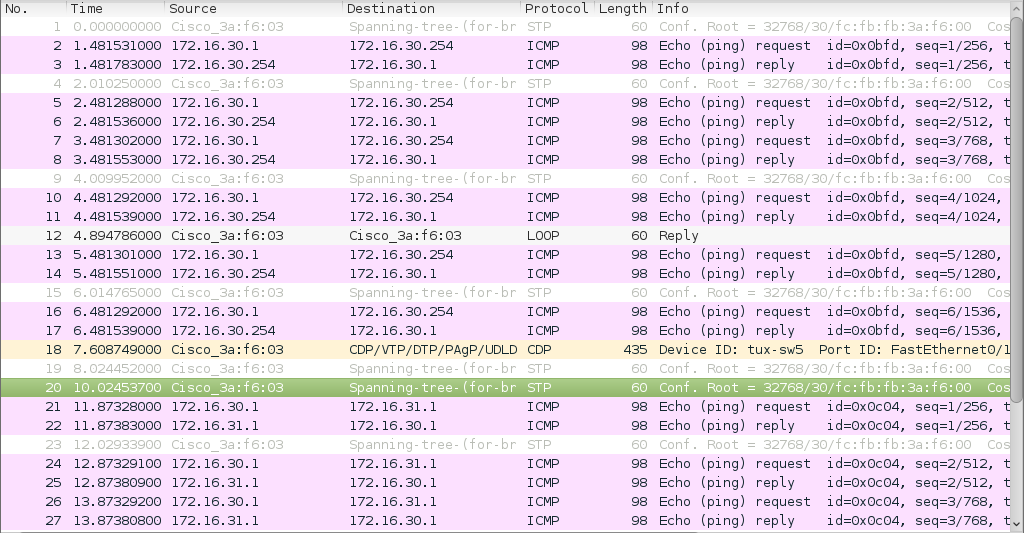 No. Time Source Destination Protocol Length Info
1 0.000000000 Cisco_3a:f6:03 Spanning-tree-(for-br STP 60 Conf. Root = 32768/30/fc:fb:fb:3a:f6:00 Cos
2 1.481531000 172.16.30.1 172.16.30.254 ICMP 98 Echo (ping) request id=0x0bfd, seq=1/256, t
3 1.481783000 172.16.30.254 172.16.30.1 ICMP 98 Echo (ping) reply id=0x0bfd, seq=1/256, t
4 2.010250000 Cisco_3a:f6:03 Spanning-tree-(for-br STP 60 Conf. Root = 32768/30/fc:fb:fb:3a:f6:00 Cos
5 2.481288000 172.16.30.1 172.16.30.254 ICMP 98 Echo (ping) request id=0x0bfd, seq=2/512, t
6 2.481536000 172.16.30.254 172.16.30.1 ICMP 98 Echo (ping) reply id=0x0bfd, seq=2/512, t
7 3.481302000 172.16.30.1 172.16.30.254 ICMP 98 Echo (ping) request id=0x0bfd, seq=3/768, t
8 3.481553000 172.16.30.254 172.16.30.1 ICMP 98 Echo (ping) reply id=0x0bfd, seq=3/768, t
9 4.009952000 Cisco_3a:f6:03 Spanning-tree-(for-br STP 60 Conf. Root = 32768/30/fc:fb:fb:3a:f6:00 Cos
10 4.481292000 172.16.30.1 172.16.30.254 ICMP 98 Echo (ping) request id=0x0bfd, seq=4/1024,
11 4.481539000 172.16.30.254 172.16.30.1 ICMP 98 Echo (ping) reply id=0x0bfd, seq=4/1024,
12 4.894786000 Cisco_3a:f6:03 Cisco_3a:f6:03 LOOP 60 Reply
13 5.481301000 172.16.30.1 172.16.30.254 ICMP 98 Echo (ping) request id=0x0bfd, seq=5/1280,
14 5.481551000 172.16.30.254 172.16.30.1 ICMP 98 Echo (ping) reply id=0x0bfd, seq=5/1280,
15 6.014765000 Cisco_3a:f6:03 Spanning-tree-(for-br STP 60 Conf. Root = 32768/30/fc:fb:fb:3a:f6:00 Cos
16 6.481292000 172.16.30.1 172.16.30.254 ICMP 98 Echo (ping) request id=0x0bfd, seq=6/1536,
17 6.481539000 172.16.30.254 172.16.30.1 ICMP 98 Echo (ping) reply id=0x0bfd, seq=6/1536,
18 7.608749000 Cisco_3a:f6:03 CDP/VTP/DTP/PAgP/UDLD CDP 435 Device ID: tux-sw5 Port ID: FastEthernet0/1
19 8.024452000 Cisco_3a:f6:03 Spanning-tree-(for-br STP 60 Conf. Root = 32768/30/fc:fb:fb:3a:f6:00 Cos
20 10.02453700 Cisco_3a:f6:03 Spanning-tree-(for-br STP 60 Conf. Root = 32768/30/fc:fb:fb:3a:f6:00 Cos
21 11.87328000 172.16.30.1 172.16.31.1 ICMP 98 Echo (ping) request id=0x0c04, seq=1/256, t
22 11.87383000 172.16.31.1 172.16.30.1 ICMP 98 Echo (ping) reply id=0x0c04, seq=1/256, t
23 12.02933900 Cisco_3a:f6:03 Spanning-tree-(for-br STP 60 Conf. Root = 32768/30/fc:fb:fb:3a:f6:00 Cos
24 12.87329100 172.16.30.1 172.16.31.1 ICMP 98 Echo (ping) request id=0x0c04, seq=2/512, t
25 12.87380900 172.16.31.1 172.16.30.1 ICMP 98 Echo (ping) reply id=0x0c04, seq=2/512, t
26 13.87329200 172.16.30.1 172.16.31.1 ICMP 98 Echo (ping) request id=0x0c04, seq=3/768, t
27 13.87380800 172.16.31.1 172.16.30.1 ICMP 98 Echo (ping) reply id=0x0c04, seq=3/768, t